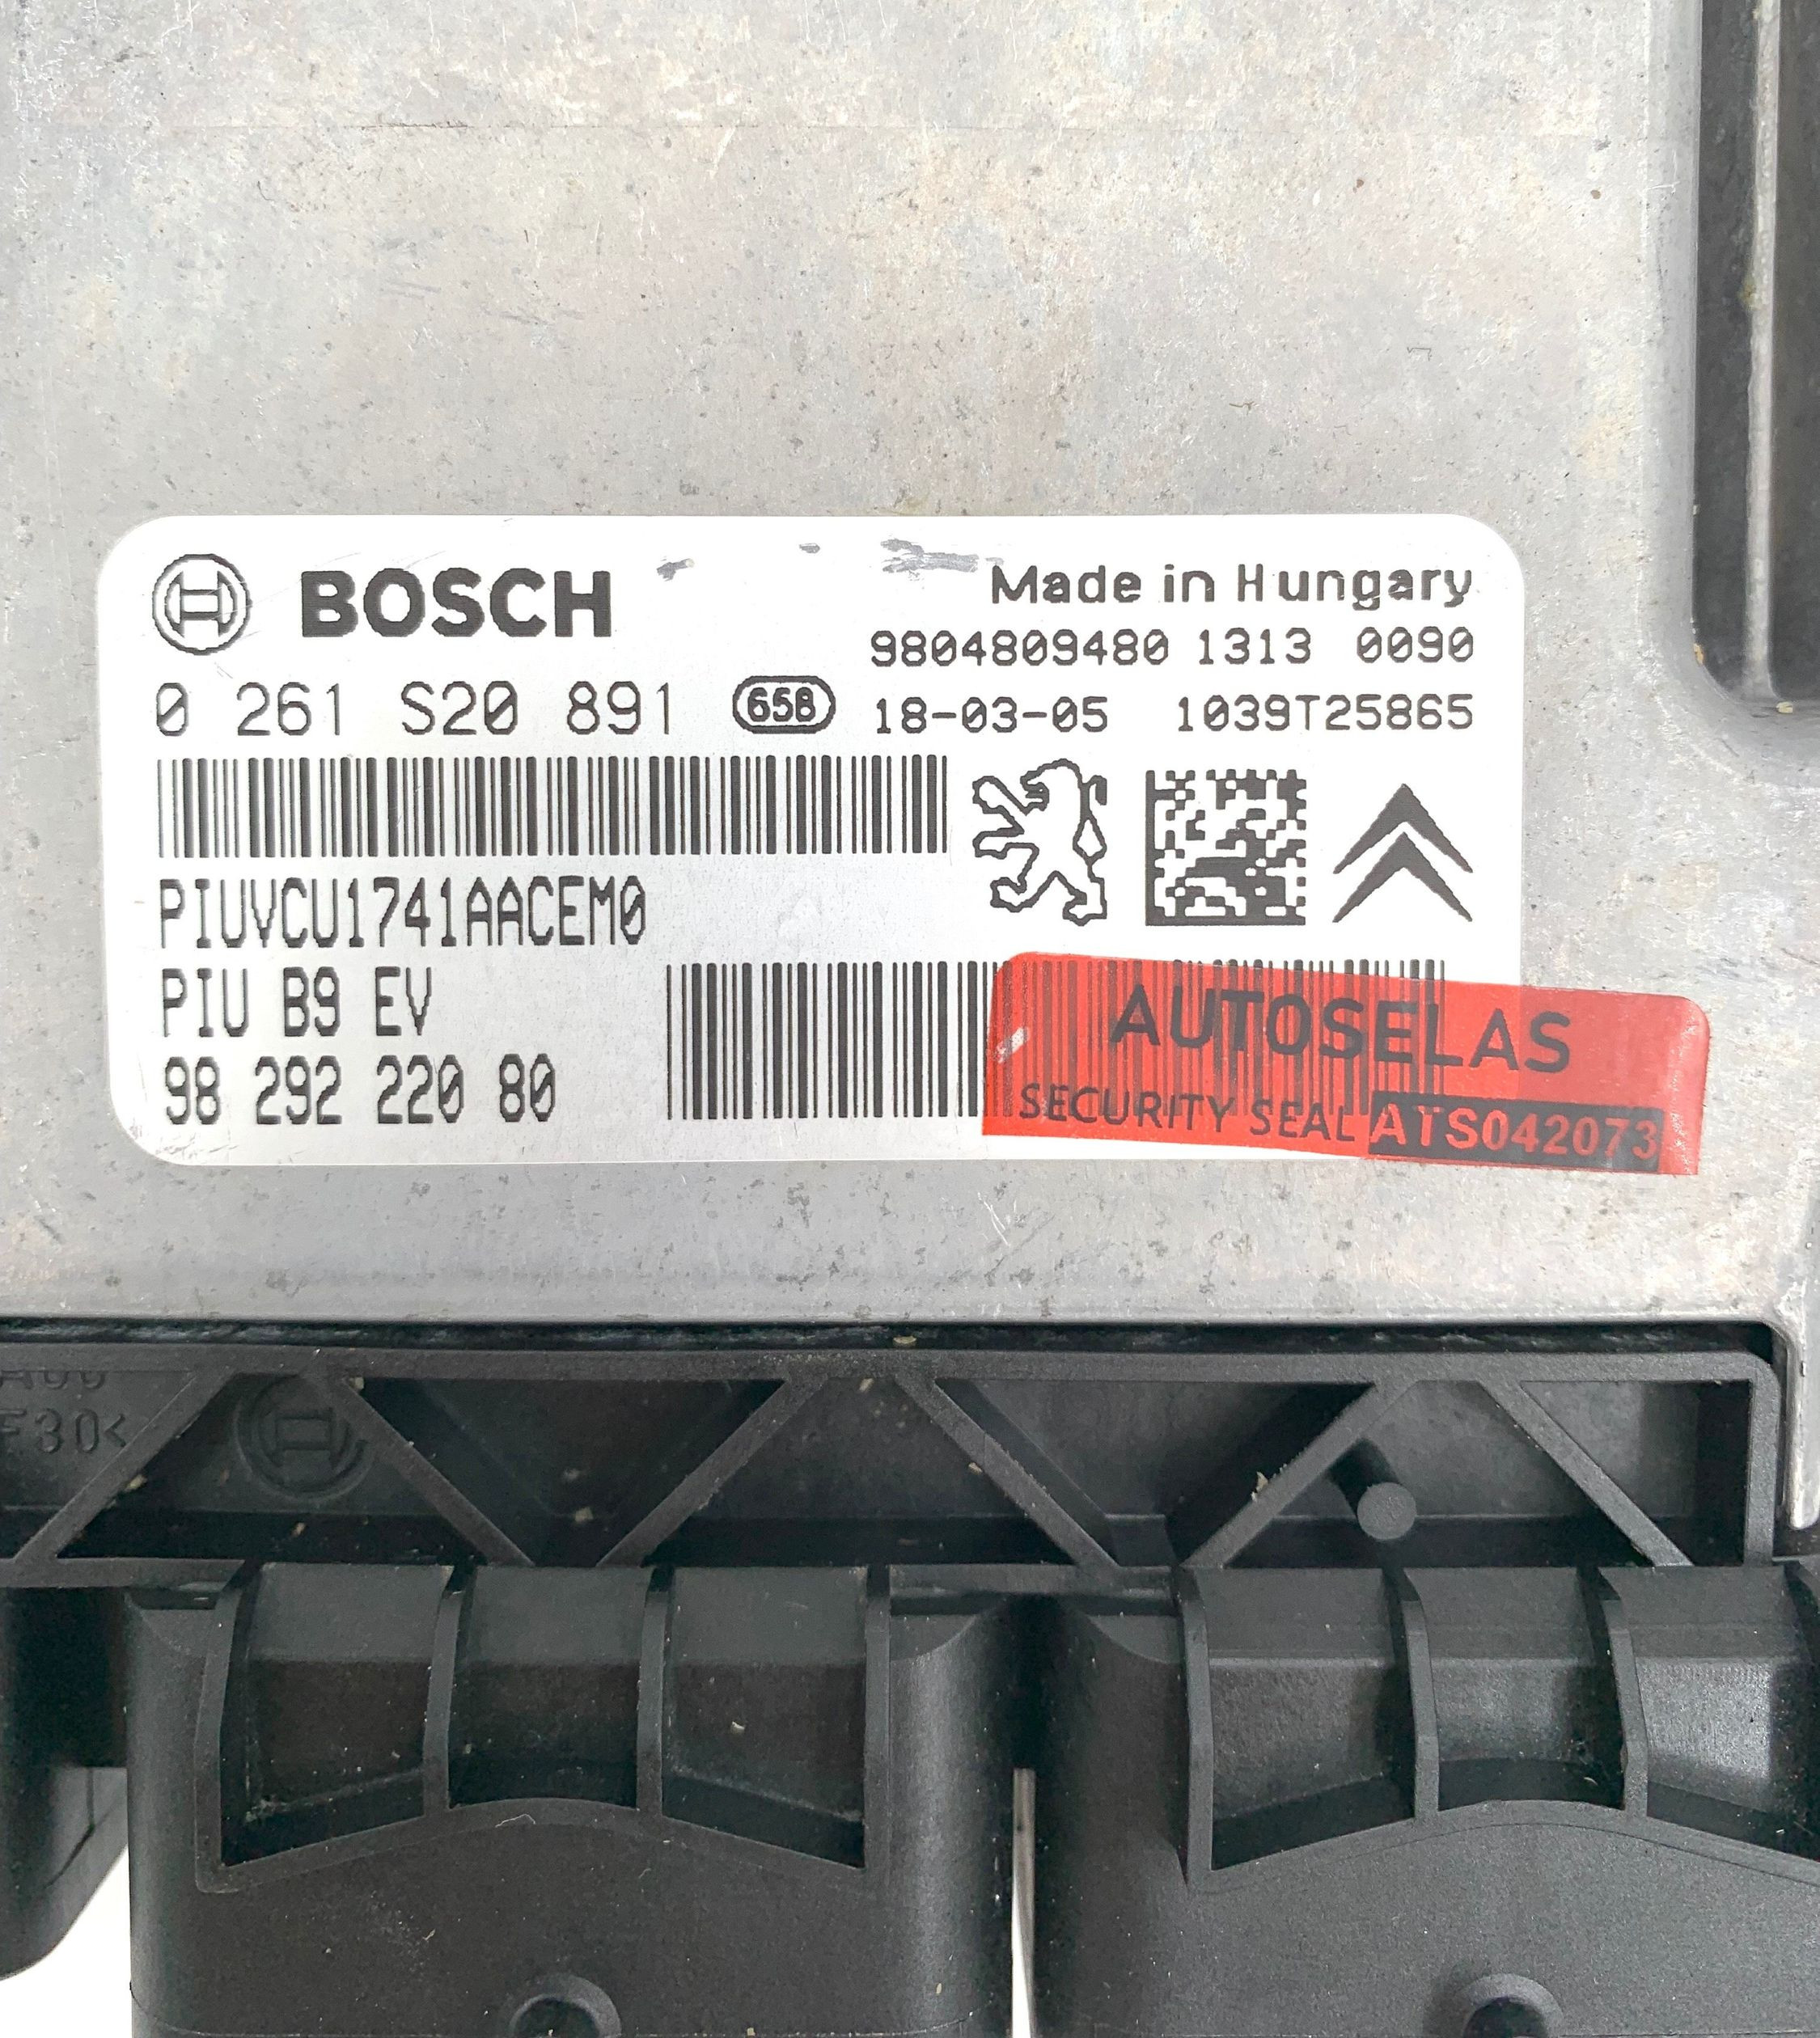 BOSCH
Made in Hungary
9804809480 1313 0090
0 261 S20 891 658 18-03-05 1039T25865
PIUVCU1741AACEM0
PIU B9 EV
98 292 220 80
AUTOSELAS
SECURITY SEAL ATS042073
F30<